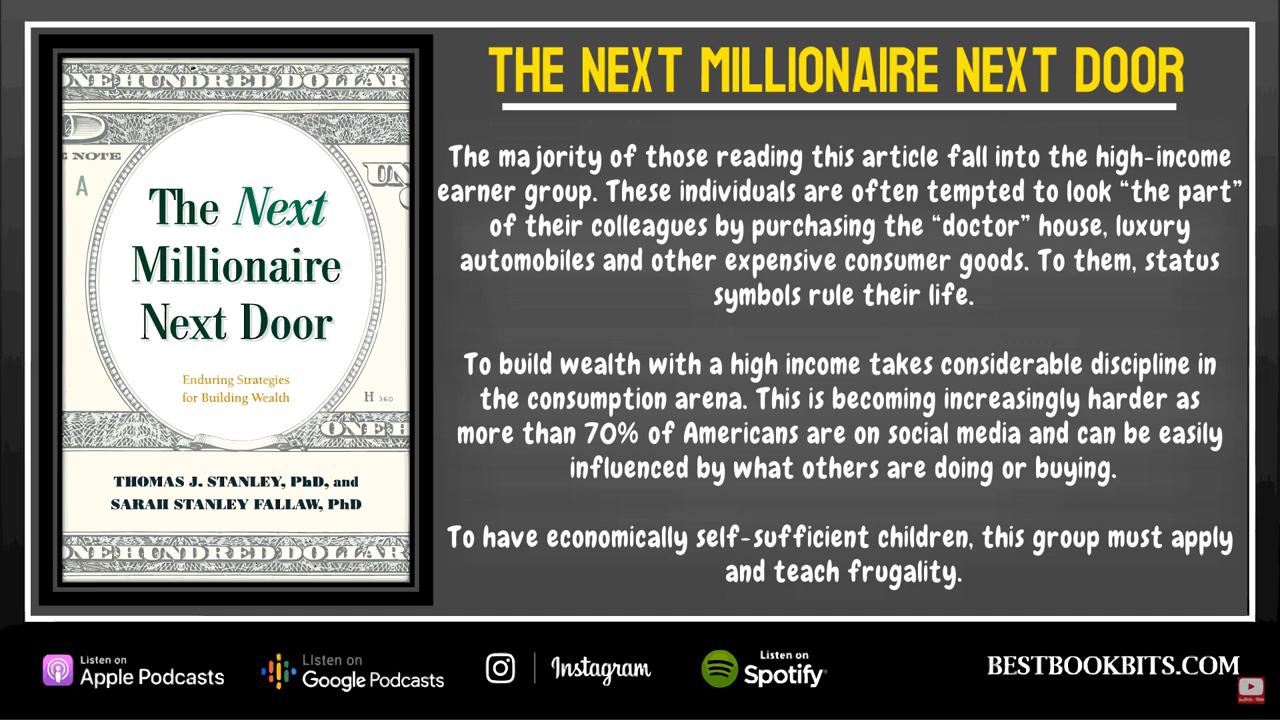 THE NEXT MILLIONAIRE NEXT DOOR
ONE HUNDRED DOLLAR
E NOTE
UN
A
The Next
Millionaire
Next Door
Enduring Strategies
for Building Wealth
H 360
ONE H
THOMAS J. STANLEY, PhD, and
SARAH STANLEY FALLAW, PhD
ONE HUNDRED DOLLAR
The majority of those reading this article fall into the high-income
earner group. These individuals are often tempted to look “the part”
of their colleagues by purchasing the “doctor” house, luxury
automobiles and other expensive consumer goods. To them, status
symbols rule their life.
To build wealth with a high income takes considerable discipline in
the consumption arena. This is becoming increasingly harder as
more than 70% of Americans are on social media and can be easily
influenced by what others are doing or buying.
To have economically self-sufficient children, this group must apply
and teach frugality.
Listen on
Apple Podcasts
Listen on
Google Podcasts
Instagram
Listen on
Spotify
BESTBOOKBITS.COM